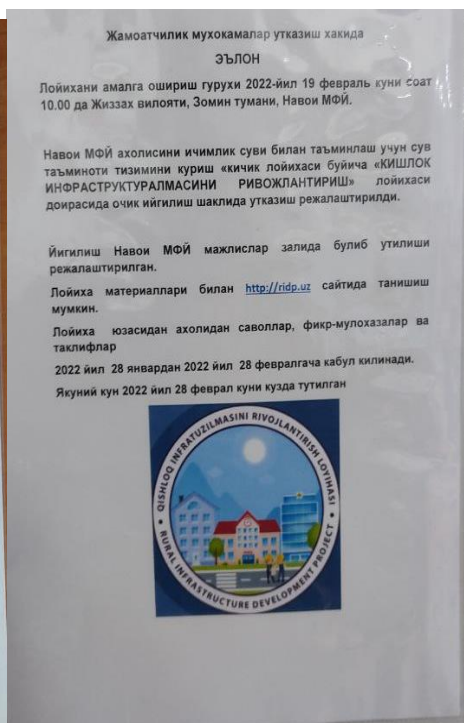 Жамоатчилик мухокамалар утказиш хакида
ЭЪЛОН
Лойихани амалга ошириш гурухи 2022-йил 19 февраль куни соат
10.00 да Жиззах вилояти, Зомин тумани, Навои МФЙ.
Навои МФЙ ахолисини ичимлик суви билан таъминлаш учун сув
таъминоти тизимини куриш «кичик лойихаси буйича «КИШЛОК
ИНФРАСТРУКТУРАЛМАСИНИ РИВОЖЛАНТИРИШ» лойихаси
доирасида очик ийгилиш шаклида утказиш режалаштирилди.
Йигилиш Навои МФЙ мажлислар залида булиб утилиши
режалаштирилган.
Лойиха материаллари билан http://ridp.uz сайтида танишиш
мумкин.
Лойиха юзасидан ахолидан саволлар, фикр-мулохазалар ва
таклифлар
2022 йил 28 январдан 2022 йил 28 февралгача кабул килинади.
Якуний кун 2022 йил 28 феврал куни кузда тутилган
QISHLOQ INFRATUZILMASINI RIVOJLANTIRISH LOYIHASI
RURAL INFRASTRUCTURE DEVELOPMENT PROJECT